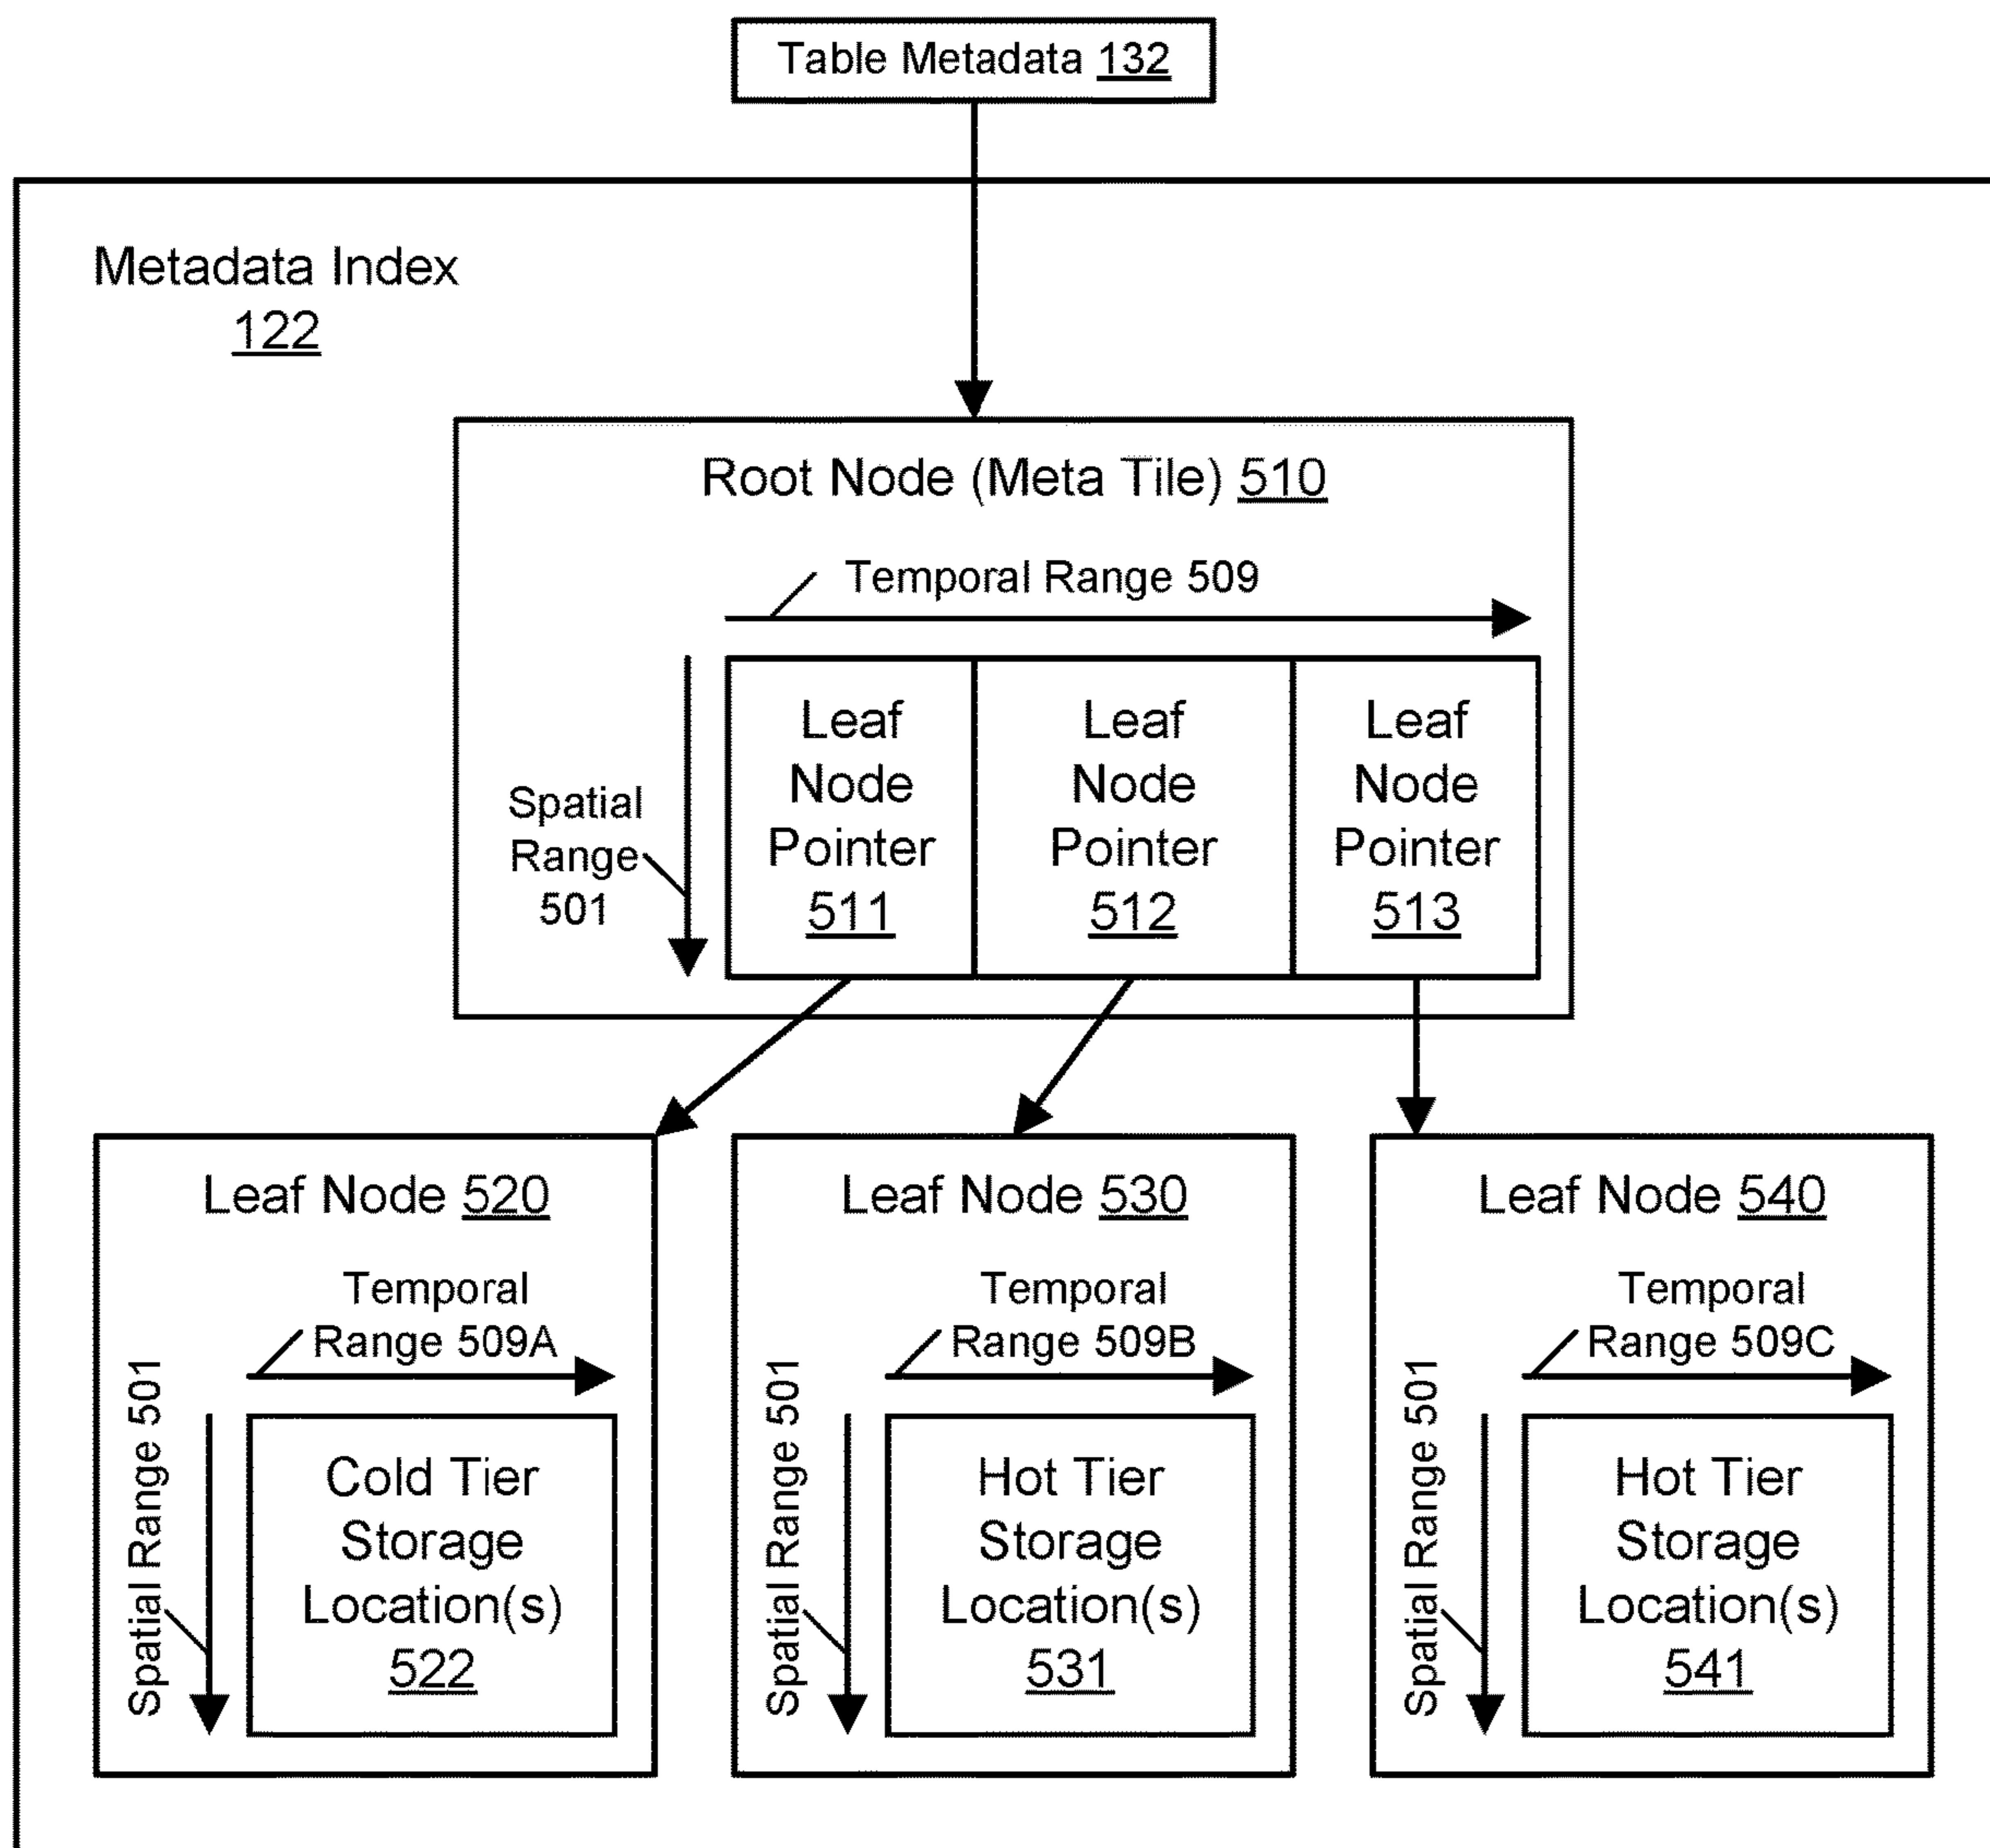 Table Metadata 132
Metadata Index
122
Root Node (Meta Tile) 510
Temporal Range 509
Spatial
Range
501
Leaf
Node
Pointer
511
Leaf
Node
Pointer
512
Leaf
Node
Pointer
513
Leaf Node 520
Temporal
Range 509A
Spatial Range 501
Cold Tier
Storage
Location(s)
522
Leaf Node 530
Temporal
Range 509B
Spatial Range 501
Hot Tier
Storage
Location(s)
531
Leaf Node 540
Temporal
Range 509C
Spatial Range 501
Hot Tier
Storage
Location(s)
541